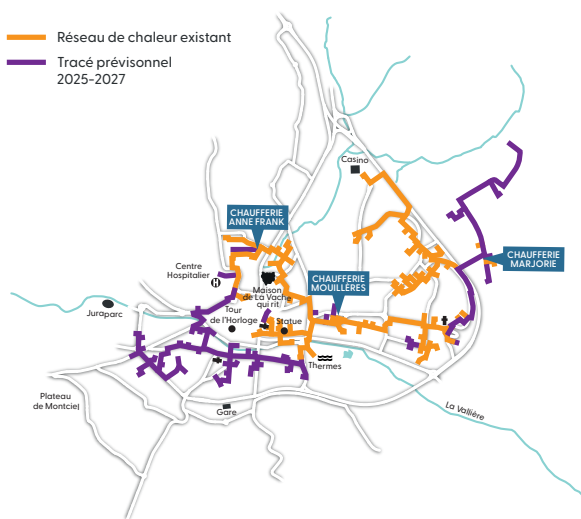 Réseau de chaleur existant
Tracé prévisonnel
2025-2027
Casino
CHAUFFERIE
ANNE FRANK
CHAUFFERIE
MARJORIE
Centre
Hospitalier
H
Maison
de La Vache
qui rit
CHAUFFERIE
MOUILLÈRES
Juraparc
Tour
de l'Horloge
Statue
Thermes
Plateau
de Montciel
Gare
La Vallière